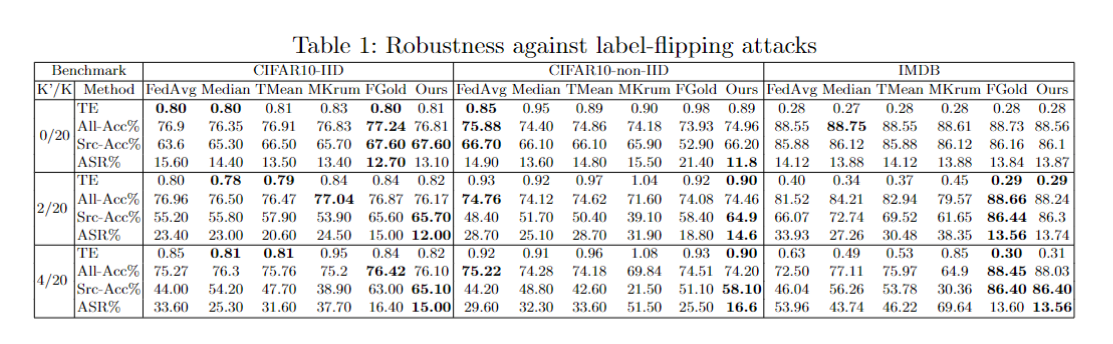 Table 1: Robustness against label-flipping attacks
Benchmark CIFAR10-IID CIFAR10-non-IID IMDB
K'/K Method FedAvg Median TMean MKrum FGold Ours FedAvg Median TMean MKrum FGold Ours FedAvg Median TMean MKrum FGold Ours
TE 0.80 0.80 0.81 0.83 0.80 0.81 0.85 0.95 0.89 0.90 0.98 0.89 0.28 0.27 0.28 0.28 0.28 0.28
All-Acc% 76.9 76.35 76.91 76.83 77.24 76.81 75.88 74.40 74.86 74.18 73.93 74.96 88.55 88.75 88.55 88.61 88.73 88.56
0/20
Src-Acc% 63.6 65.30 66.50 65.70 67.60 67.60 66.70 66.10 66.10 65.90 52.90 66.20 85.88 86.12 85.88 86.12 86.16 86.1
ASR% 15.60 14.40 13.50 13.40 12.70 13.10 14.90 13.60 14.80 15.50 21.40 11.8 14.12 13.88 14.12 13.88 13.84 13.87
TE 0.80 0.78 0.79 0.84 0.84 0.82 0.93 0.92 0.97 1.04 0.92 0.90 0.40 0.34 0.37 0.45 0.29 0.29
All-Acc% 76.96 76.50 76.47 77.04 76.87 76.17 74.76 74.12 74.62 71.60 74.08 74.46 81.52 84.21 82.94 79.57 88.66 88.24
2/20
Src-Acc% 55.20 55.80 57.90 53.90 65.60 65.70 48.40 51.70 50.40 39.10 58.40 64.9 66.07 72.74 69.52 61.65 86.44 86.3
ASR% 23.40 23.00 20.60 24.50 15.00 12.00 28.70 25.10 28.70 31.90 18.80 14.6 33.93 27.26 30.48 38.35 13.56 13.74
TE 0.85 0.81 0.81 0.95 0.84 0.82 0.92 0.91 0.96 1.08 0.93 0.90 0.63 0.49 0.53 0.85 0.30 0.31
All-Acc% 75.27 76.3 75.76 75.2 76.42 76.10 75.22 74.28 74.18 69.84 74.51 74.20 72.50 77.11 75.97 64.9 88.45 88.03
4/20
Src-Acc% 44.00 54.20 47.70 38.90 63.00 65.10 44.20 48.80 42.60 21.50 51.10 58.10 46.04 56.26 53.78 30.36 86.40 86.40
ASR% 33.60 25.30 31.60 37.70 16.40 15.00 29.60 32.30 33.60 51.50 25.50 16.6 53.96 43.74 46.22 69.64 13.60 13.56